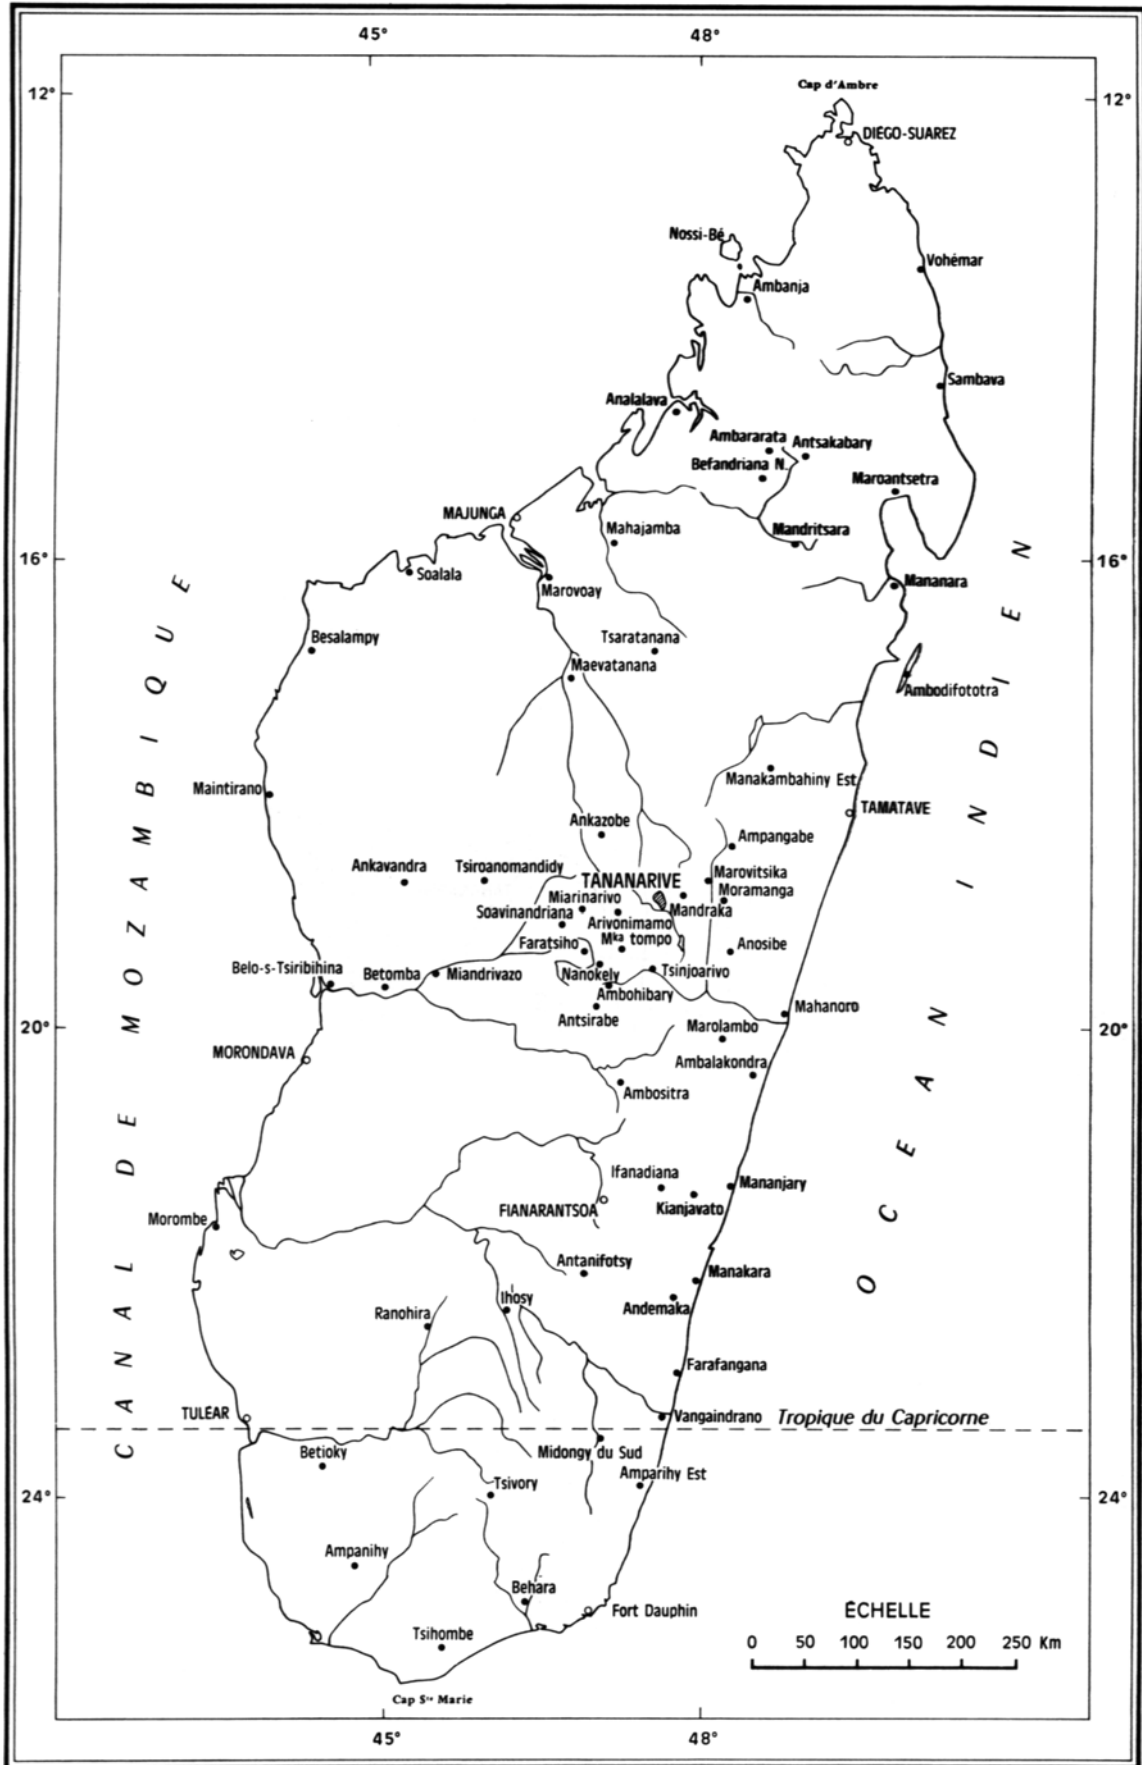 45°
48°
12°
12°
Cap d'Ambre
DIÉGO-SUAREZ
Nossi-Bé
Vohémar
Ambanja
Sambava
Analalava
Ambararata
Antsakabary
Befandriana N.
Maroantsetra
MAJUNGA
Mahajamba
Mandritsara
16°
16°
Soalala
Marovoay
Mananara
Besalampy
Tsaratanana
Maevatanana
Ambodifototra
Manakambahiny Est
Maintirano
TAMATAVE
Ankazobe
Ampangabe
Ankavandra
Tsiroanomandidy
TANANARIVE
Marovitsika
Moramanga
Miarinarivo
Mandraka
Soavinandriana
Arivonimamo
Mka tompo
Faratsiho
Anosibe
Belo-s-Tsiribihina
Betomba
Miandrivazo
Nanokely
Tsinjoarivo
Ambohibary
Antsirabe
Mahanoro
20°
20°
Marolambo
MORONDAVA
Ambalakondra
Ambositra
Ifanadiana
Mananjary
FIANARANTSOA
Kianjavato
Morombe
Antanifotsy
Manakara
Andemaka
Ihosy
Ranohira
Farafangana
TULÉAR
Vangaindrano
Tropique du Capricorne
Midongy du Sud
Betioky
Amparihy Est
Tsivory
24°
24°
Ampanihy
Behara
Fort Dauphin
Tsihombe
Cap Ste Marie
CANAL DE MOZAMBIQUE
OCEAN INDIEN
ÉCHELLE
0 50 100 150 200 250 Km
45°
48°